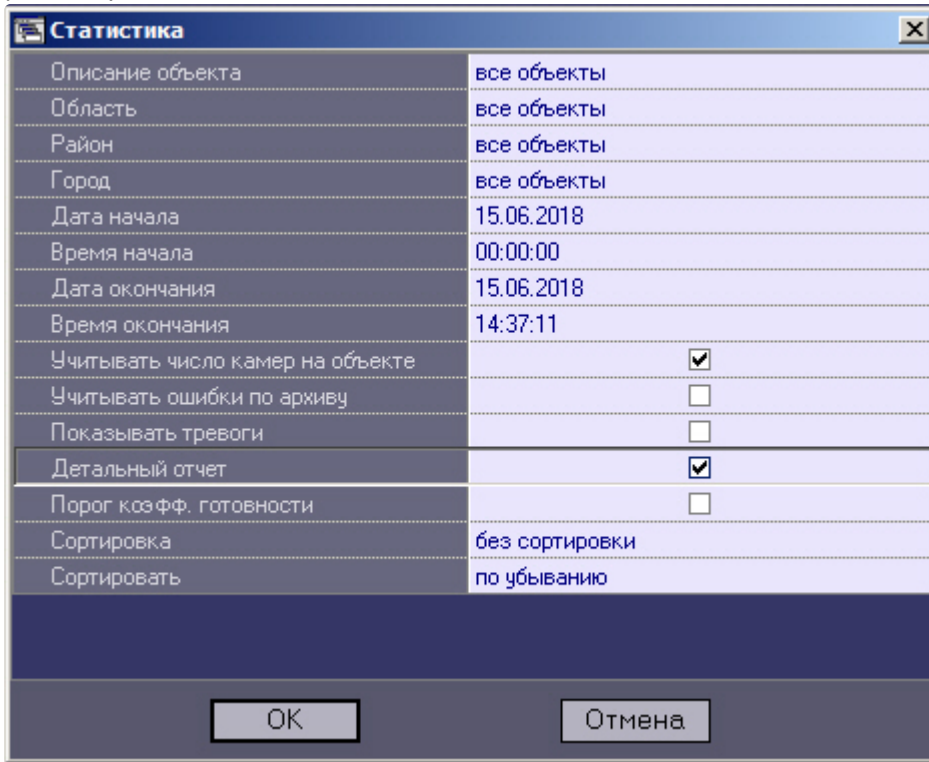 Статистика
Описание объекта все объекты
Область все объекты
Район все объекты
Город все объекты
Дата начала 15.06.2018
Время начала 00:00:00
Дата окончания 15.06.2018
Время окончания 14:37:11
Учитывать число камер на объекте
Учитывать ошибки по архиву
Показывать тревоги
Детальный отчет
Порог коэфф. готовности
Сортировка без сортировки
Сортировать по убыванию
OK Отмена